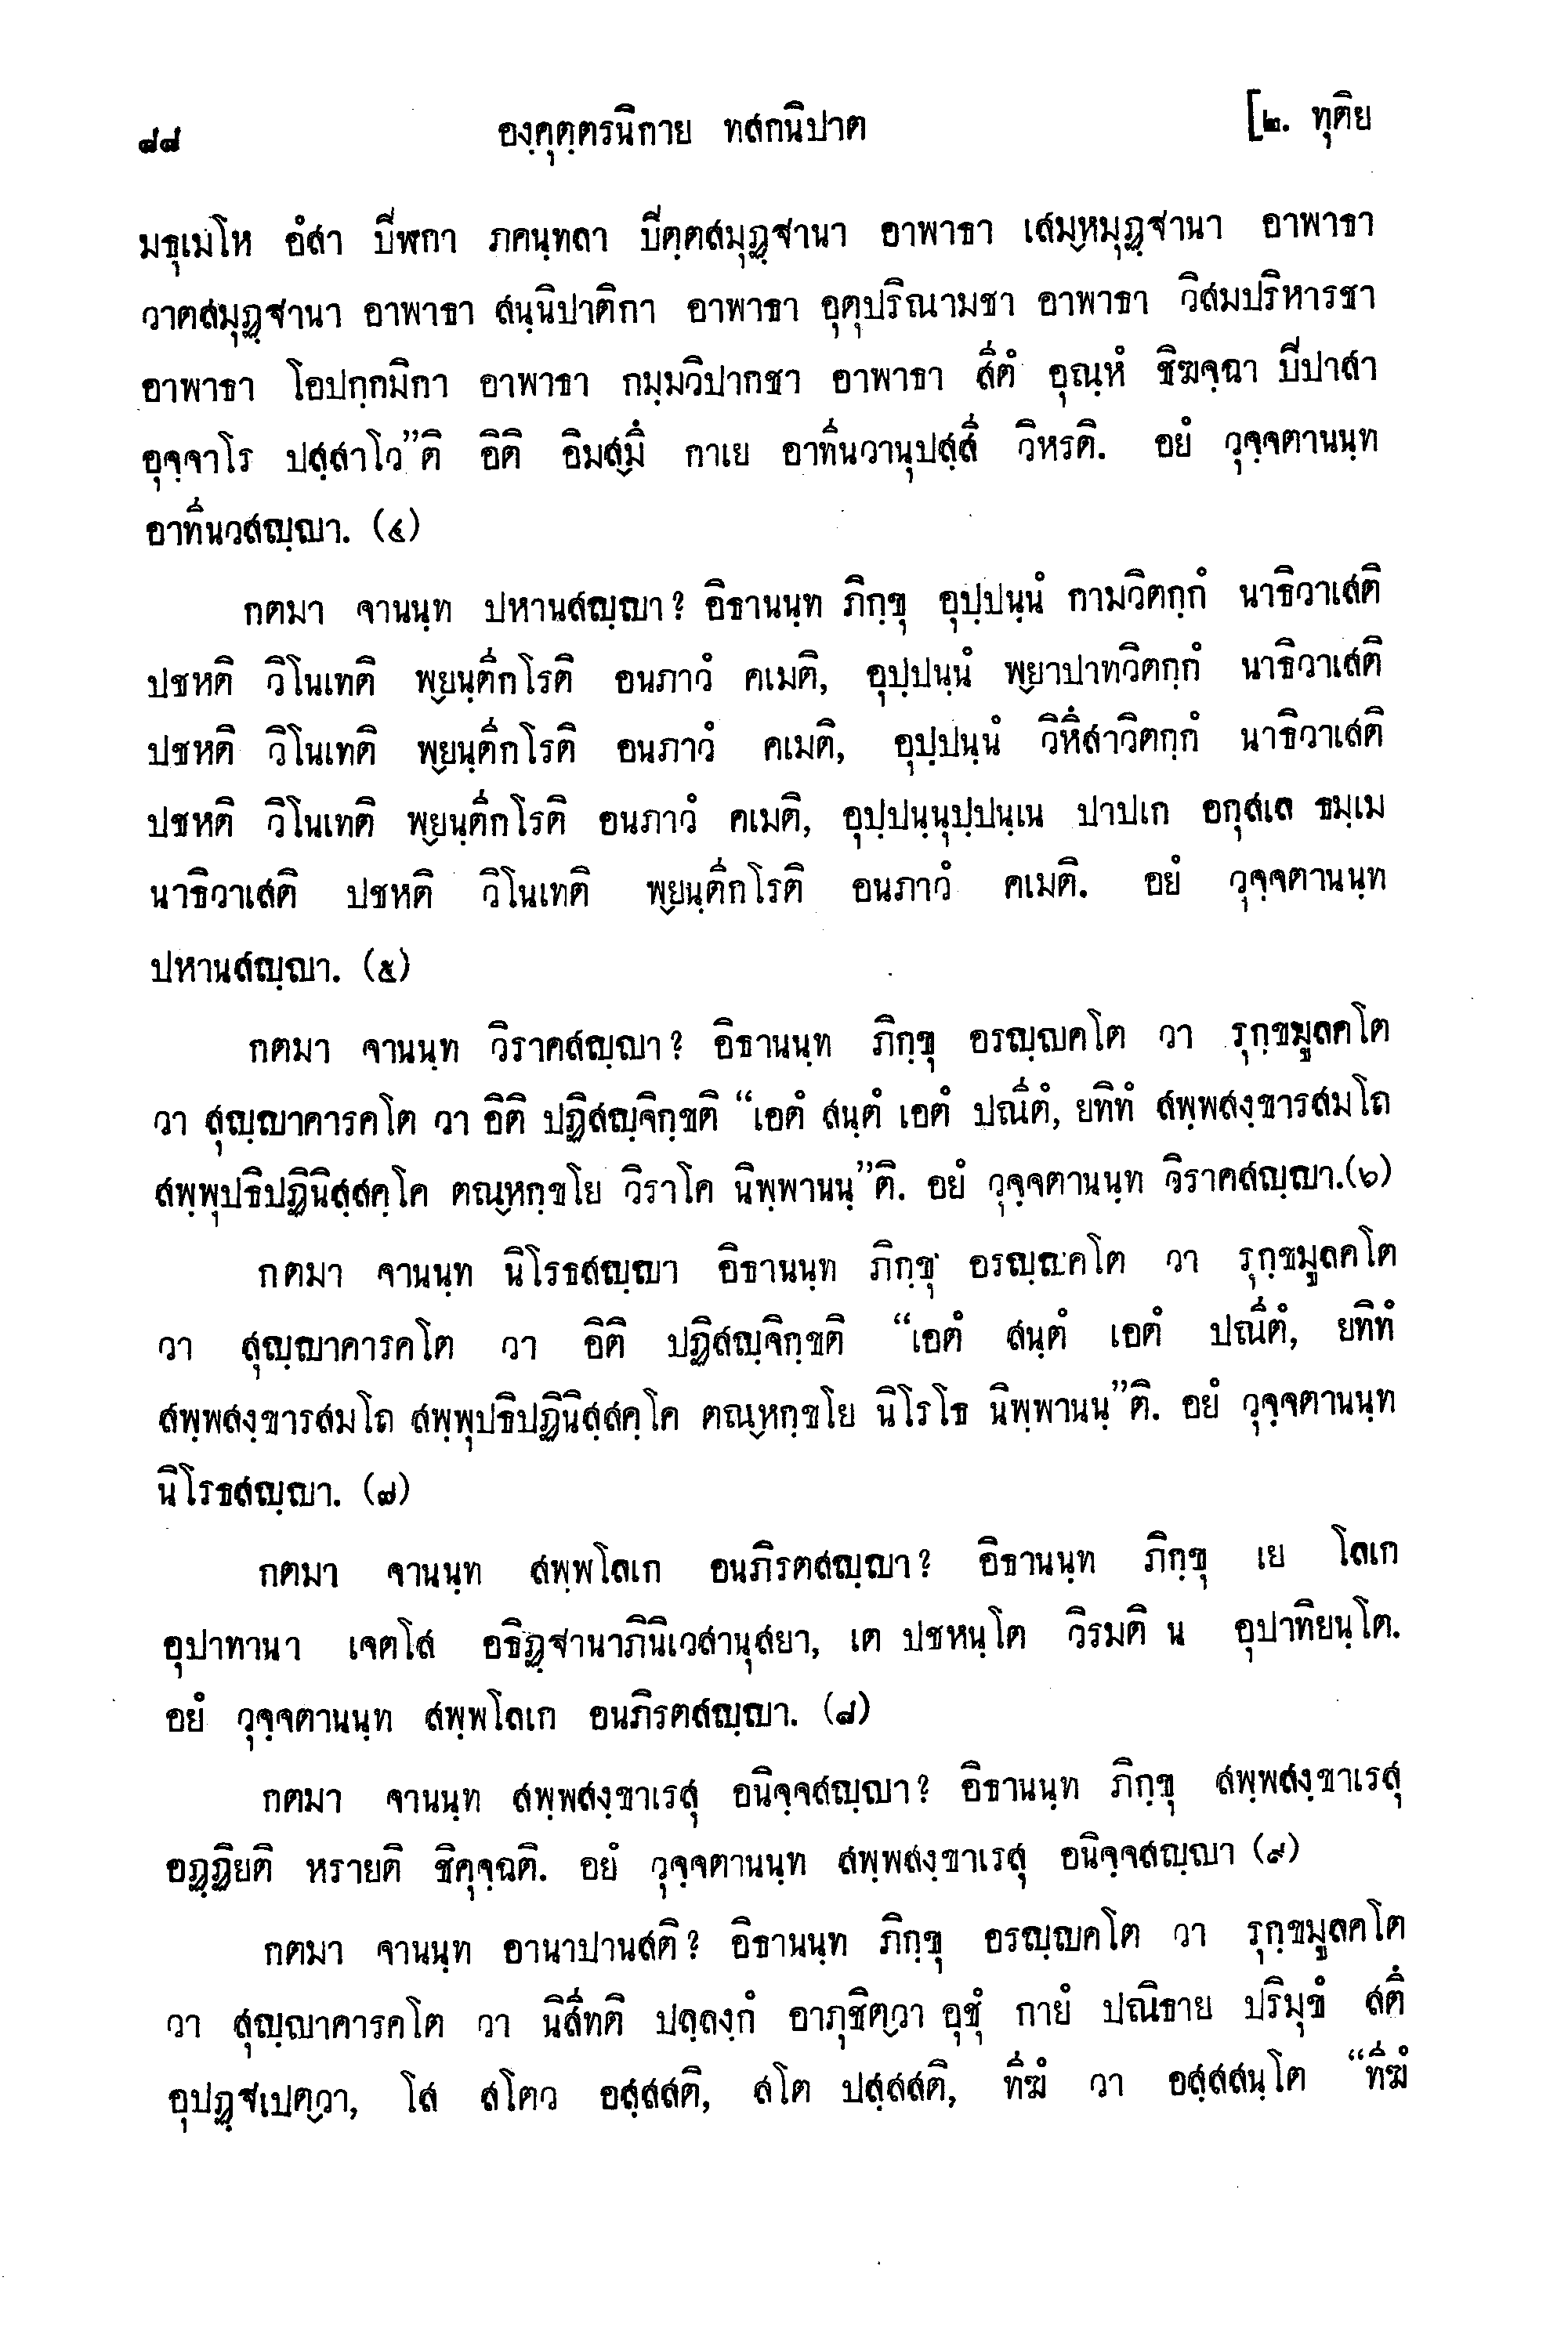 ๘๘ องฺคุตฺตรนิกาย ทสกนิปาต [๒. ทุติย
มธุเมโห อํสา ปีฬกา ภคนฺทลา ปีตฺตสมุฏฺฐานา อาพาธา เสมฺหมุฏฺฐานา อาพาธา
วาตสมุฏฺฐานา อาพาธา สนฺนิปาติกา อาพาธา อุตุปริณามชา อาพาธา วิสมปริหารชา
อาพาธา โอปกฺกมิกา อาพาธา กมฺมวิปากชา อาพาธา สีตํ อุณฺหํ ชิฆจฺฉา ปีปาสา
อุจฺจาโร ปสฺสาโว”ติ อิติ อิมสฺมิํ กาเย อาทีนวานุปสฺสี วิหรติ. อยํ วุจฺจตานนฺท
อาทีนวสญฺญา. (๔)
กตมา จานนฺท ปหานสญฺญา? อิธานนฺท ภิกฺขุ อุปฺปนฺนํ กามวิตกฺกํ นาธิวาเสติ
ปชหติ วิโนเทติ พฺยนฺตีกโรติ อนภาวํ คเมติ, อุปฺปนฺนํ พฺยาปาทวิตกฺกํ นาธิวาเสติ
ปชหติ วิโนเทติ พฺยนฺตีกโรติ อนภาวํ คเมติ, อุปฺปนฺนํ วิหิํสาวิตกฺกํ นาธิวาเสติ
ปชหติ วิโนเทติ พฺยนฺตีกโรติ อนภาวํ คเมติ, อุปฺปนฺนุปฺปนฺเน ปาปเก อกุสเล ธมฺเม
นาธิวาเสติ ปชหติ วิโนเทติ พฺยนฺตีกโรติ อนภาวํ คเมติ. อยํ วุจฺจตานนฺท
ปหานสญฺญา. (๕)
กตมา จานนฺท วิราคสญฺญา? อิธานนฺท ภิกฺขุ อรญฺญคโต วา รุกฺขมูลคโต
วา สุญฺญาคารคโต วา อิติ ปฏิสญฺจิกฺขติ “เอตํ สนฺตํ เอตํ ปณีตํ, ยทิทํ สพฺพสงฺขารสมโถ
สพฺพุปธิปฏินิสฺสคฺโค ตณฺหกฺขโย วิราโค นิพฺพานนฺ”ติ. อยํ วุจฺจตานนฺท วิราคสญฺญา.(๖)
กตมา จานนฺท นิโรธสญฺญา อิธานนฺท ภิกฺขุ อรญฺญคโต วา รุกฺขมูลคโต
วา สุญฺญาคารคโต วา อิติ ปฏิสญฺจิกฺขติ “เอตํ สนฺตํ เอตํ ปณีตํ, ยทิทํ
สพฺพสงฺขารสมโถ สพฺพุปธิปฏินิสฺสคฺโค ตณฺหกฺขโย นิโรโธ นิพฺพานนฺ”ติ. อยํ วุจฺจตานนฺท
นิโรธสญฺญา. (๗)
กตมา จานนฺท สพฺพโลเก อนภิรตสญฺญา? อิธานนฺท ภิกฺขุ เย โลเก
อุปาทานา เจตโส อธิฏฺฐานาภินิเวสานุสยา, เต ปชหนฺโต วิรมติ น อุปาทิยนฺโต.
อยํ วุจฺจตานนฺท สพฺพโลเก อนภิรตสญฺญา. (๘)
กตมา จานนฺท สพฺพสงฺขาเรสุ อนิจฺจสญฺญา? อิธานนฺท ภิกฺขุ สพฺพสงฺขาเรสุ
อฏฺฏิยติ หรายติ ชิคุจฺฉติ. อยํ วุจฺจตานนฺท สพฺพสงฺขาเรสุ อนิจฺจสญฺญา (๙)
กตมา จานนฺท อานาปานสติ? อิธานนฺท ภิกฺขุ อรญฺญคโต วา รุกฺขมูลคโต
วา สุญฺญาคารคโต วา นิสีทติ ปลฺลงฺกํ อาภุชิตฺวา อุชุํ กายํ ปณิธาย ปริมุขํ สติํ
อุปฏฺฐเปตฺวา, โส สโตว อสฺสสติ, สโต ปสฺสสติ, ทีฆํ วา อสฺสสนฺโต “ทีฆํ